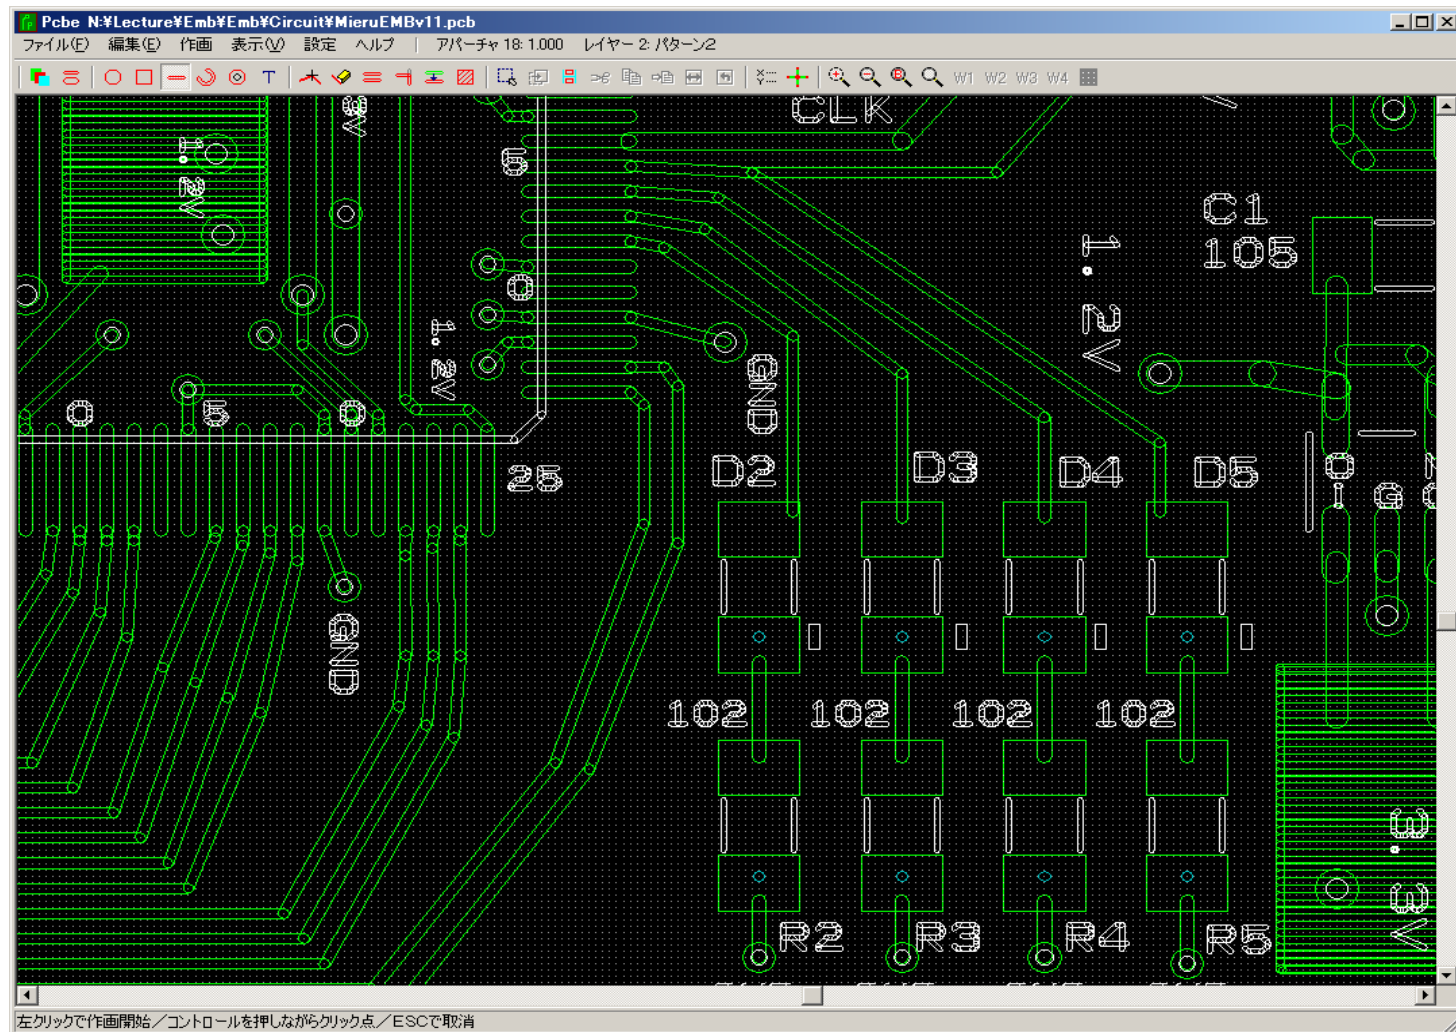 Pcbe N:¥Lecture¥Emb¥Emb¥Circuit¥MieruEMBv11.pcb
ファイル(F) 編集(E) 作画 表示(V) 設定 ヘルプ | アパーチャ 18: 1.000 レイヤー 2: パターン2
T W1 W2 W3 W4
CLK
1.2V
5
C1
105
1.2V
0
1.2V
GND
0 5 0
25
D2 D3 D4 D5
O
i G
GND
102 102 102 102
3.3V
R2 R3 R4 R5
左クリックで作画開始/コントロールを押しながらクリック点/ESCで取消